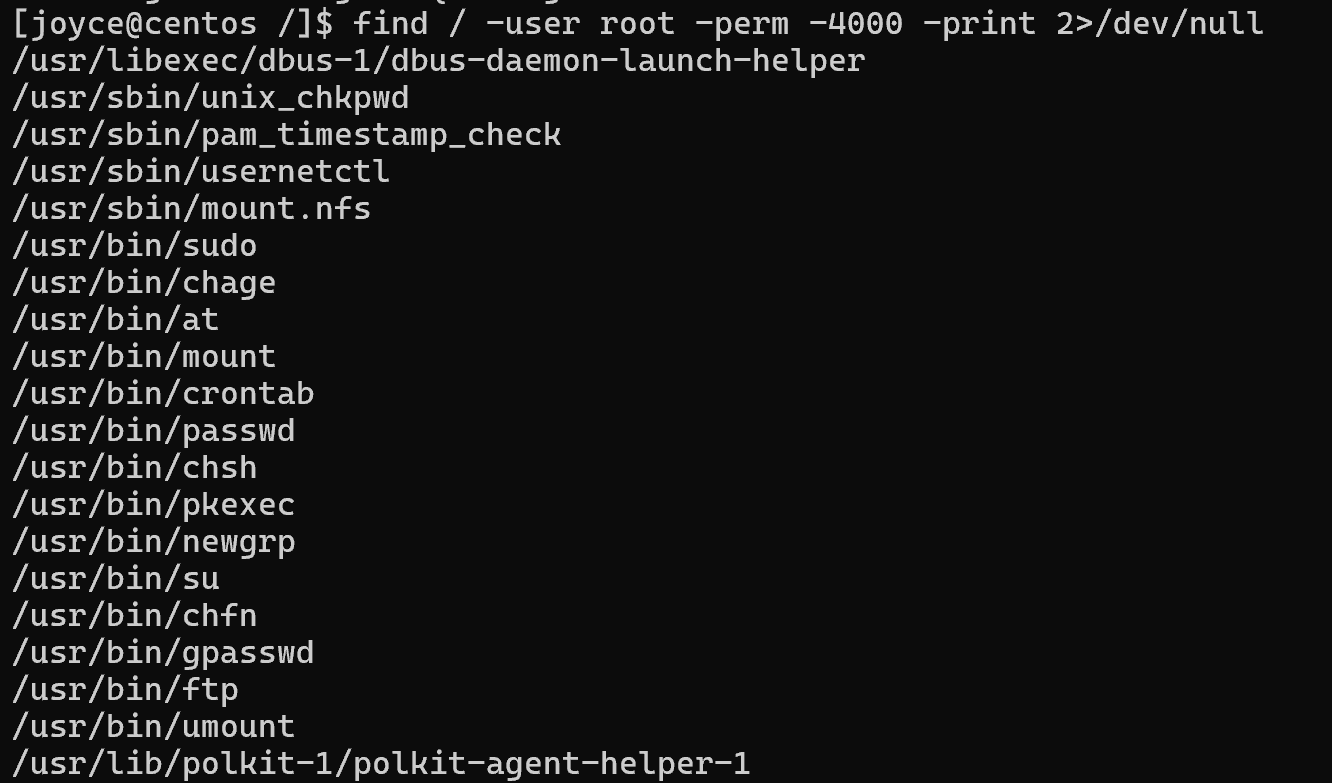 [joyce@centos /]$ find / -user root -perm -4000 -print 2>/dev/null
/usr/libexec/dbus-1/dbus-daemon-launch-helper
/usr/sbin/unix_chkpwd
/usr/sbin/pam_timestamp_check
/usr/sbin/usernetctl
/usr/sbin/mount.nfs
/usr/bin/sudo
/usr/bin/chage
/usr/bin/at
/usr/bin/mount
/usr/bin/crontab
/usr/bin/passwd
/usr/bin/chsh
/usr/bin/pkexec
/usr/bin/newgrp
/usr/bin/su
/usr/bin/chfn
/usr/bin/gpasswd
/usr/bin/ftp
/usr/bin/umount
/usr/lib/polkit-1/polkit-agent-helper-1